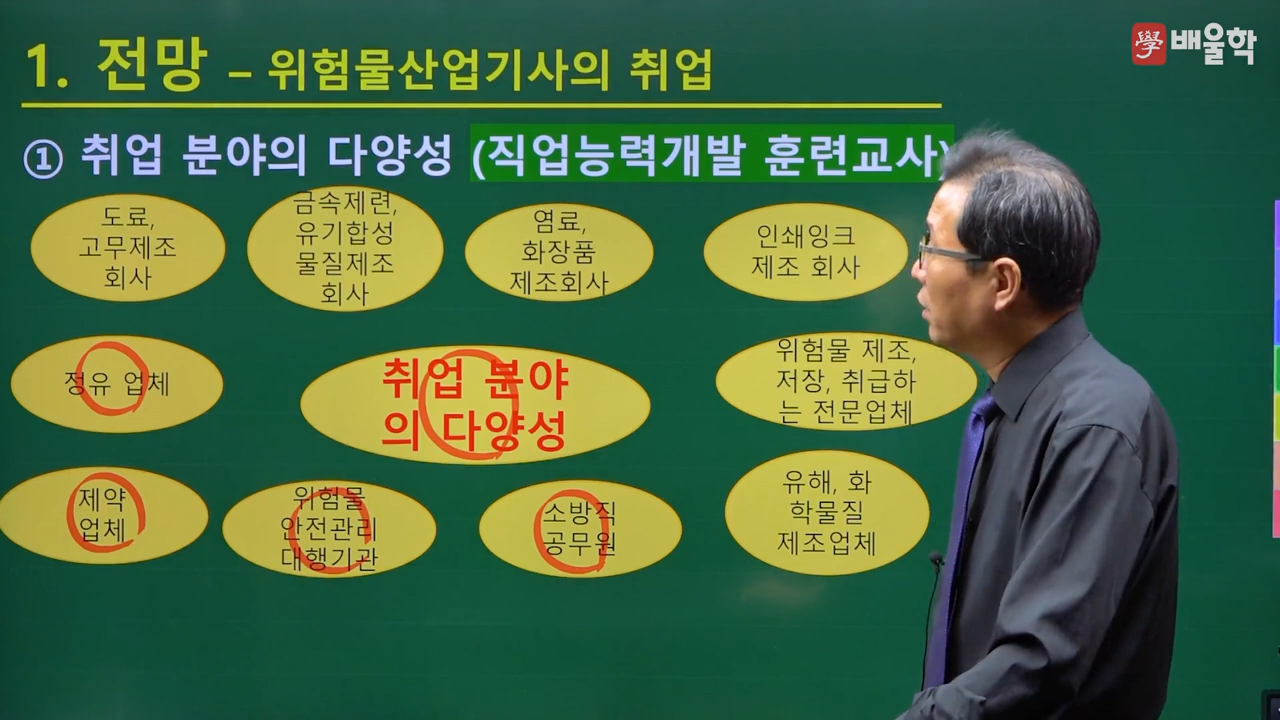 1. 전망 – 위험물산업기사의 취업
學 배울학
① 취업 분야의 다양성 (직업능력개발 훈련교사)
도료,
고무제조
회사
금속제련,
유기합성
물질제조
회사
염료,
화장품
제조회사
인쇄잉크
제조 회사
정유 업체
취업 분야
의 다양성
위험물 제조,
저장, 취급하
는 전문업체
제약
업체
위험물
안전관리
대행기관
소방직
공무원
유해, 화
학물질
제조업체